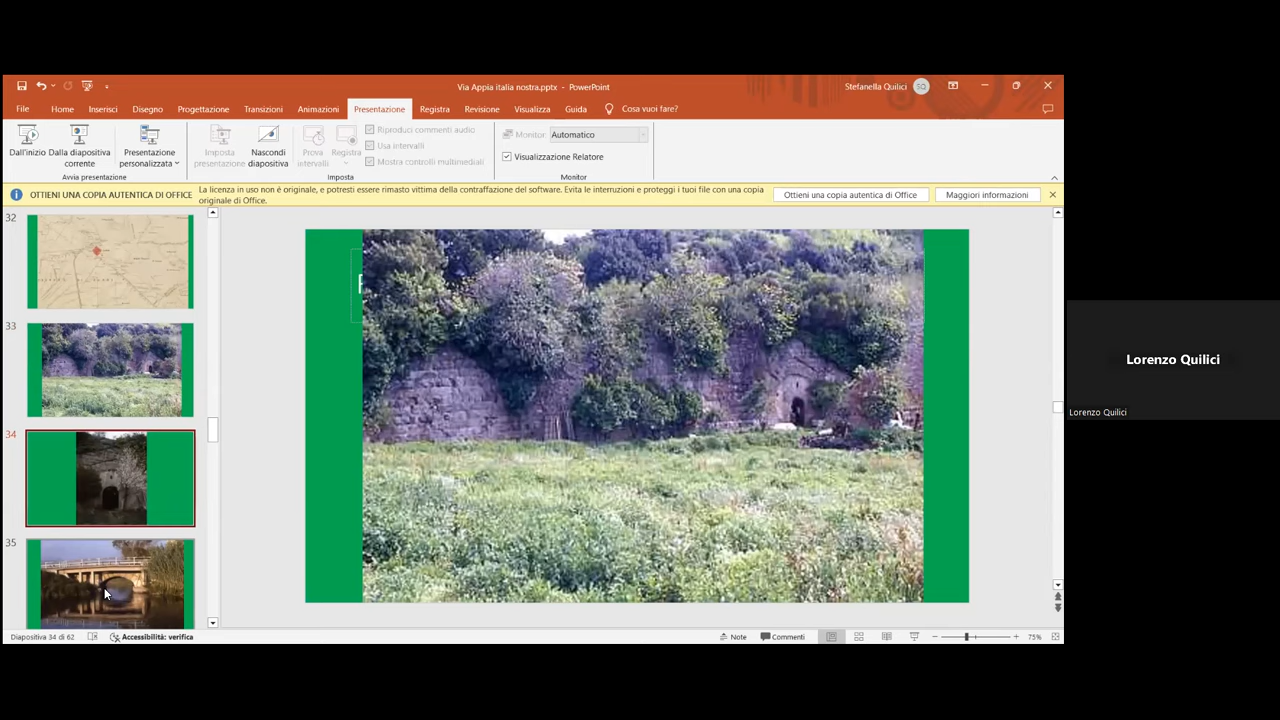 Via Appia italia nostra.pptx - PowerPoint
Stefanella Quilici
SQ
File Home Inserisci Disegno Progettazione Transizioni Animazioni Presentazione Registra Revisione Visualizza Guida Cosa vuoi fare?
Dall'inizio
Dalla diapositiva corrente
Presentazione personalizzata
Avvia presentazione
Imposta presentazione
Nascondi diapositiva
Prova intervalli
Registra
Riproduci commenti audio
Usa intervalli
Mostra controlli multimediali
Imposta
Monitor: Automatico
Visualizzazione Relatore
Monitor
OTTIENI UNA COPIA AUTENTICA DI OFFICE
La licenza in uso non è originale, e potresti essere rimasto vittima della contraffazione del software. Evita le interruzioni e proteggi i tuoi file con una copia
originale di Office.
Ottieni una copia autentica di Office
Maggiori informazioni
32
33
34
35
Lorenzo Quilici
Lorenzo Quilici
Diapositiva 34 di 62
Accessibilità: verifica
Note
Commenti
75%